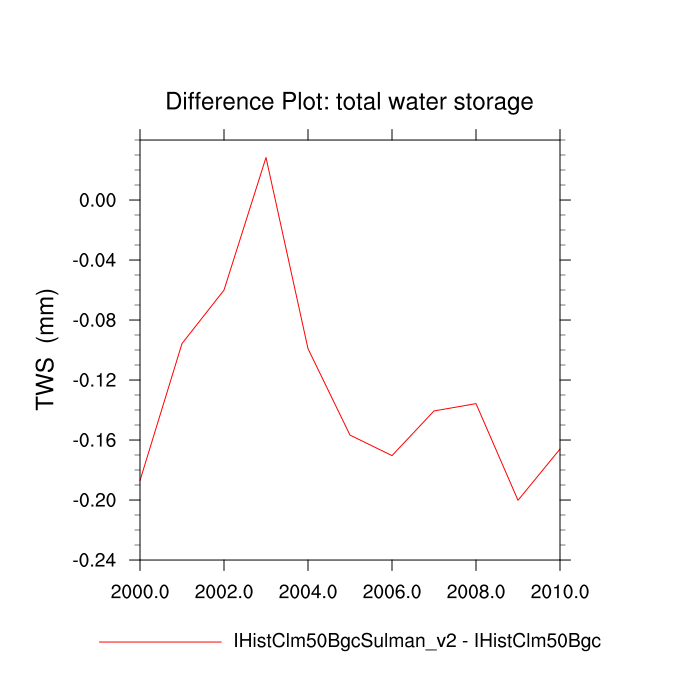 Difference Plot: total water storage
TWS (mm)
0.00
-0.04
-0.08
-0.12
-0.16
-0.20
-0.24
2000.0 2002.0 2004.0 2006.0 2008.0 2010.0
IHistClm50BgcSulman_v2 - IHistClm50Bgc